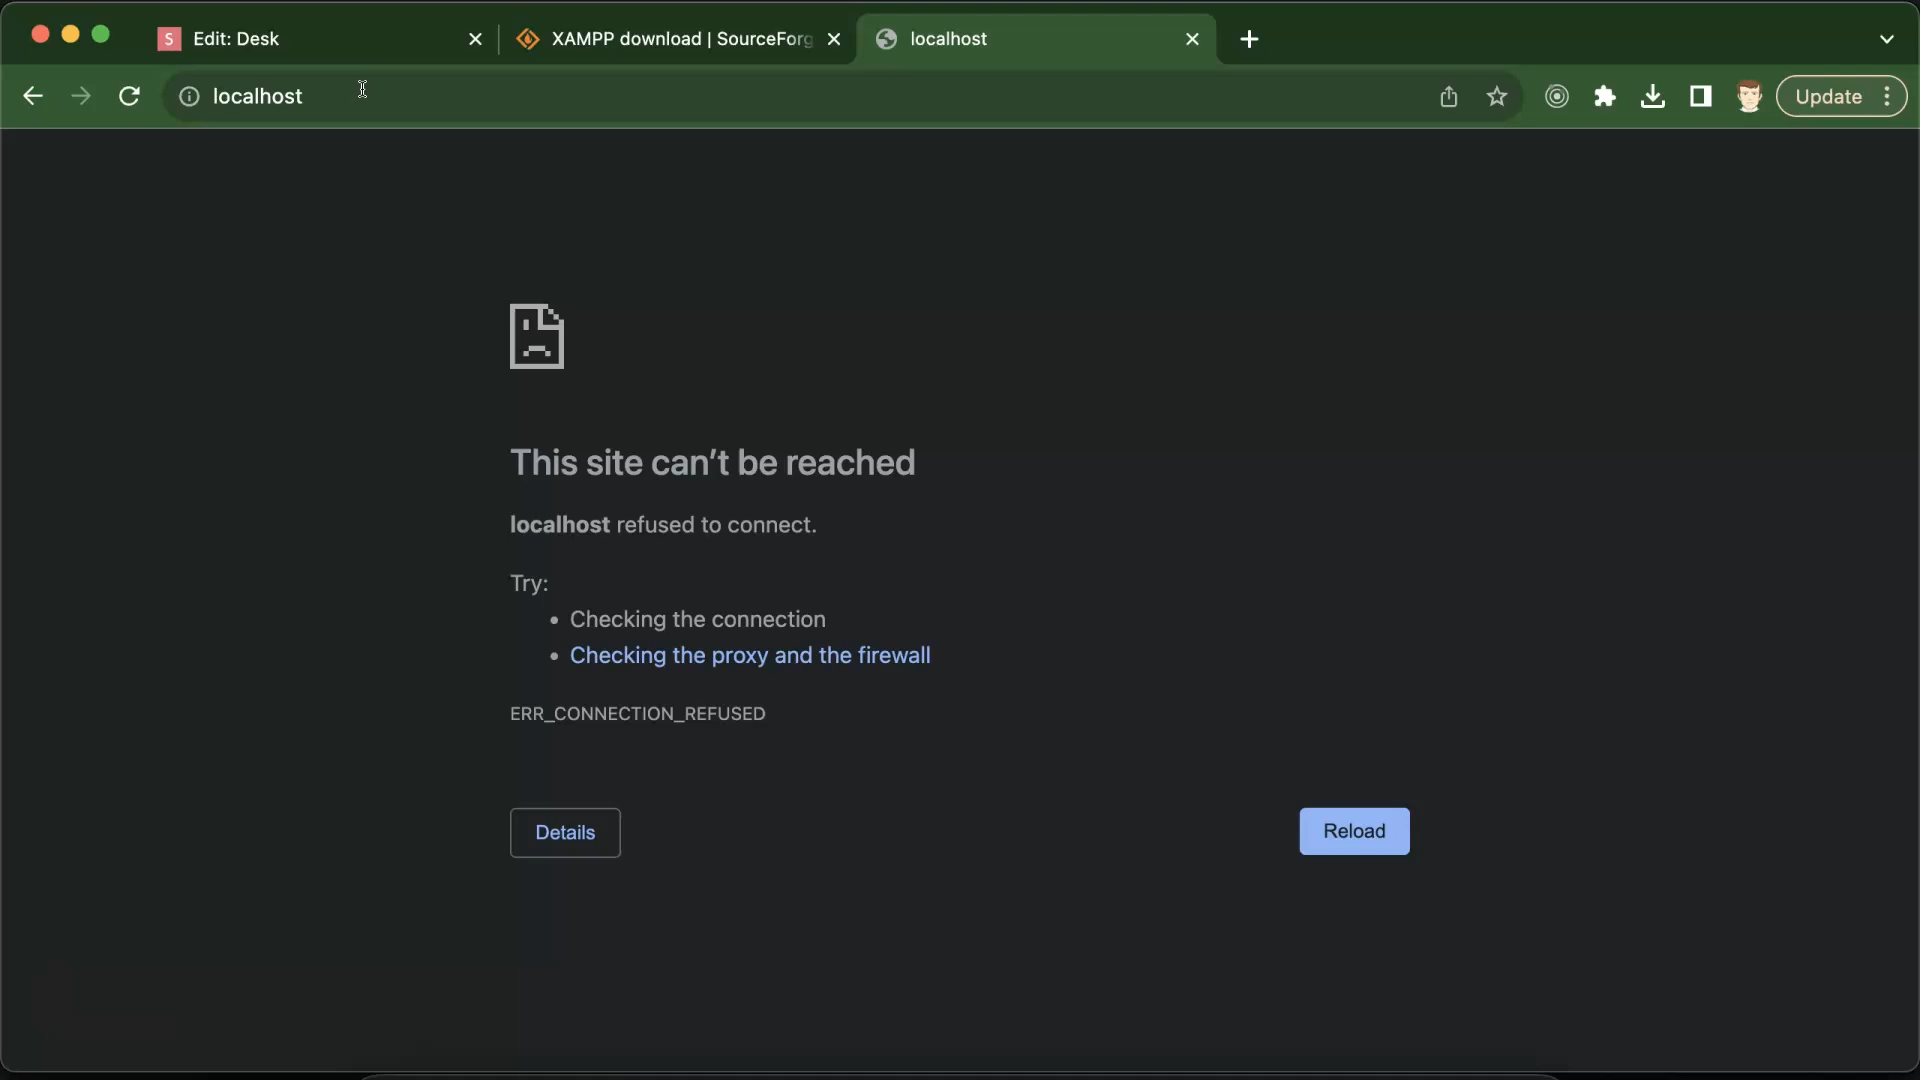 S Edit: Desk
XAMPP download | SourceForg
localhost
localhost
Update
This site can't be reached
localhost refused to connect.
Try:
• Checking the connection
• Checking the proxy and the firewall
ERR_CONNECTION_REFUSED
Details
Reload